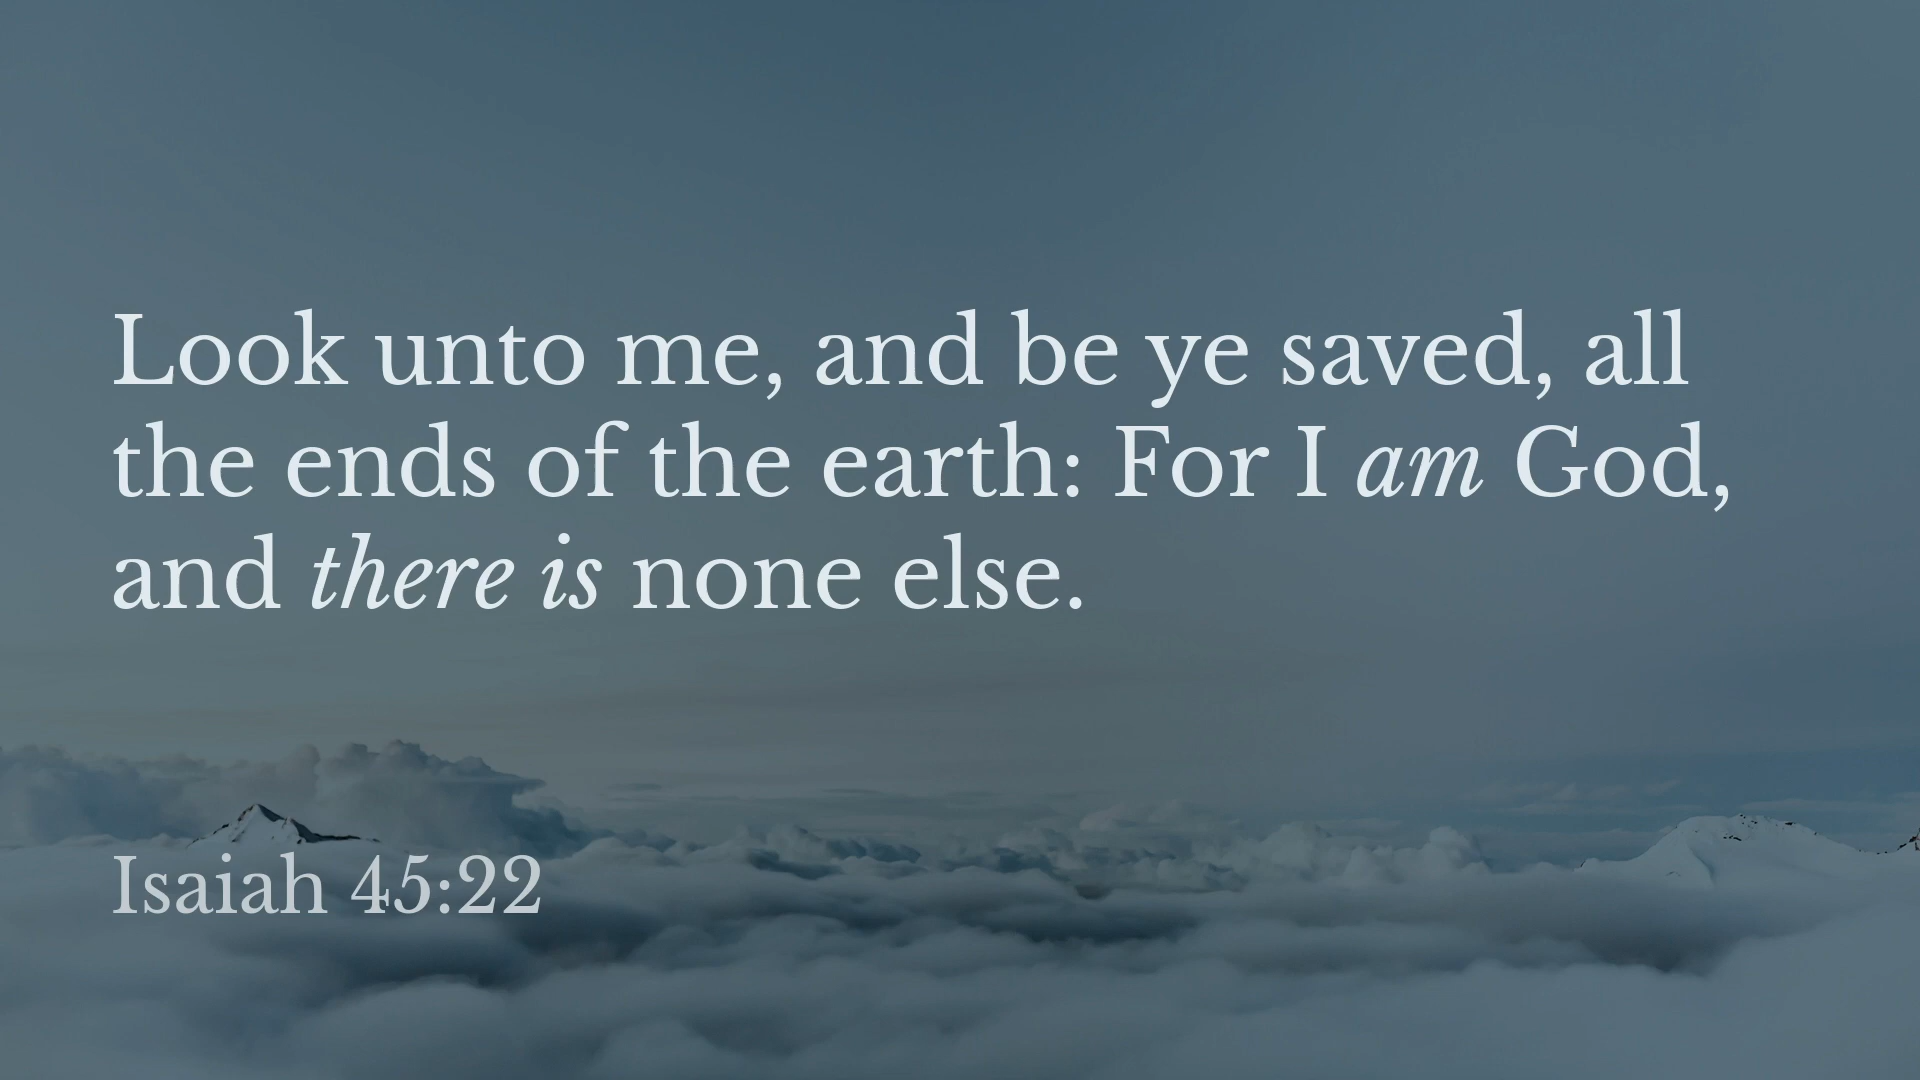 Look unto me, and be ye saved, all
the ends of the earth: For I am God,
and there is none else.
Isaiah 45:22